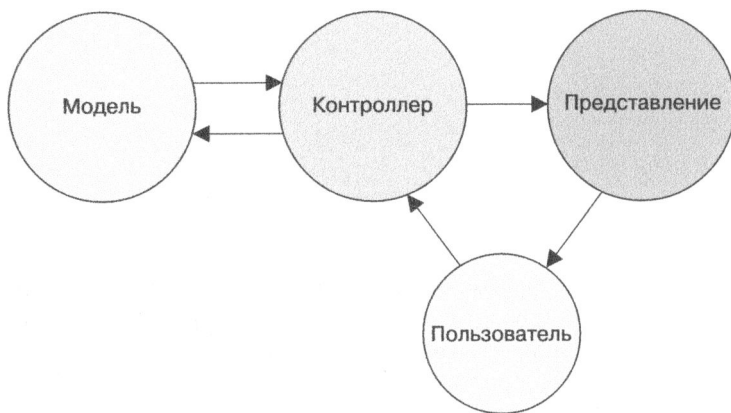 Модель
Контроллер
Представление
Пользователь